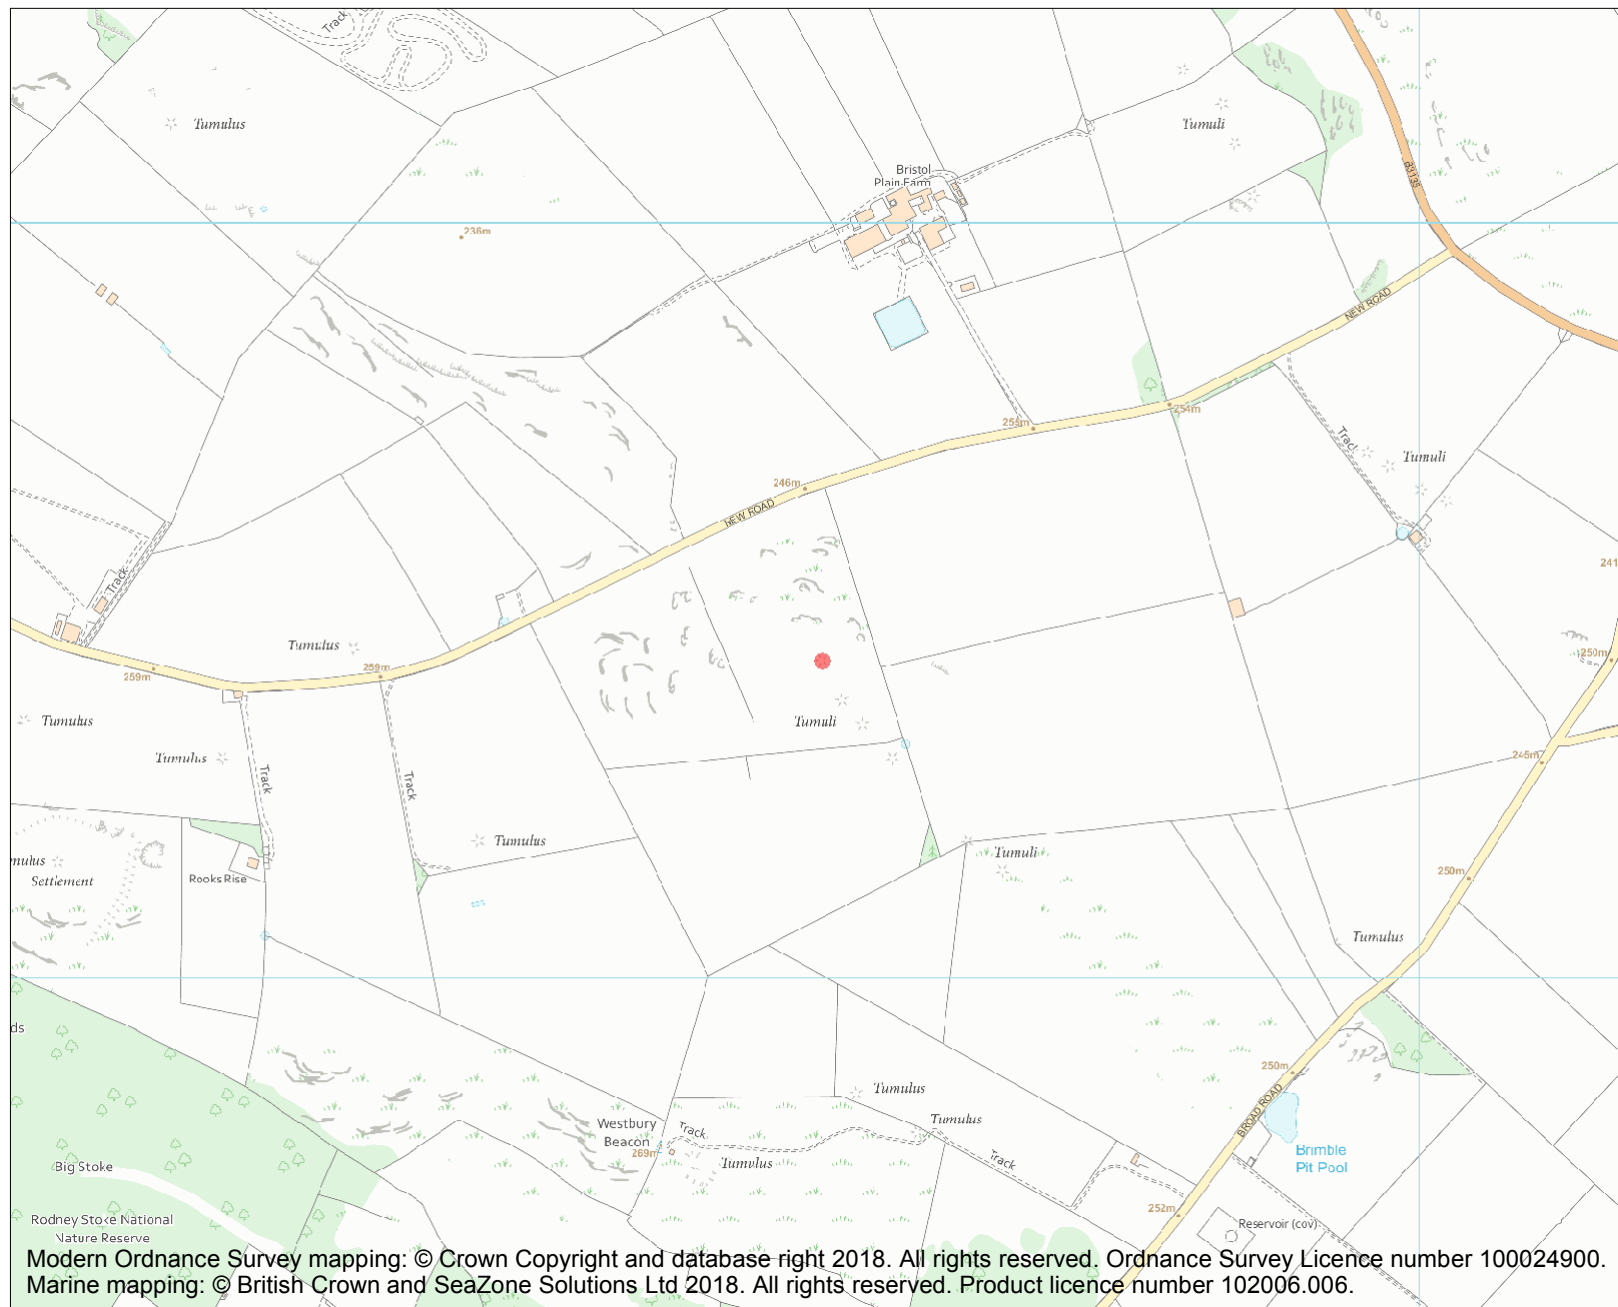 Track
Tumulus
Tumuli
Bristol
Plain Farm
B3135
236m
NEW ROAD
254m
255m
Track
Tumuli
246m
NEW ROAD
241
Track
Tumulus
259m
259m
250m
Tumulus
Tumuli
Tumulus
245m
Track
Track
Tumulus
Tumuli
mulus
Settlement
Rooks Rise
250m
Tumulus
ds
250m
Tumulus
BROAD ROAD
Westbury
Beacon
269m
Track
Tumulus
Tumulus
Track
Brimble
Pit Pool
Big Stoke
252m
Rodney Stoke National
Nature Reserve
Reservoir (cov)
Modern Ordnance Survey mapping: © Crown Copyright and database right 2018. All rights reserved. Ordnance Survey Licence number 100024900.
Marine mapping: © British Crown and SeaZone Solutions Ltd 2018. All rights reserved. Product licence number 102006.006.